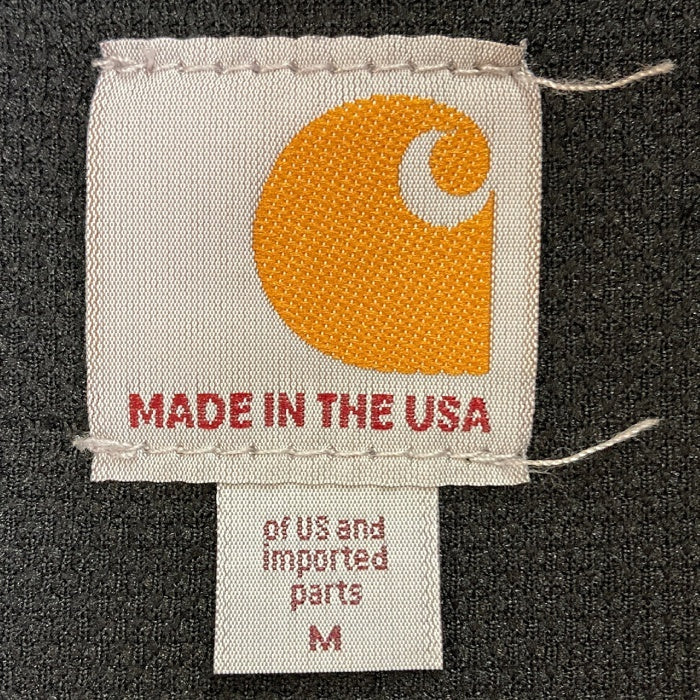 MADE IN THE USA
of US and
imported
parts
M